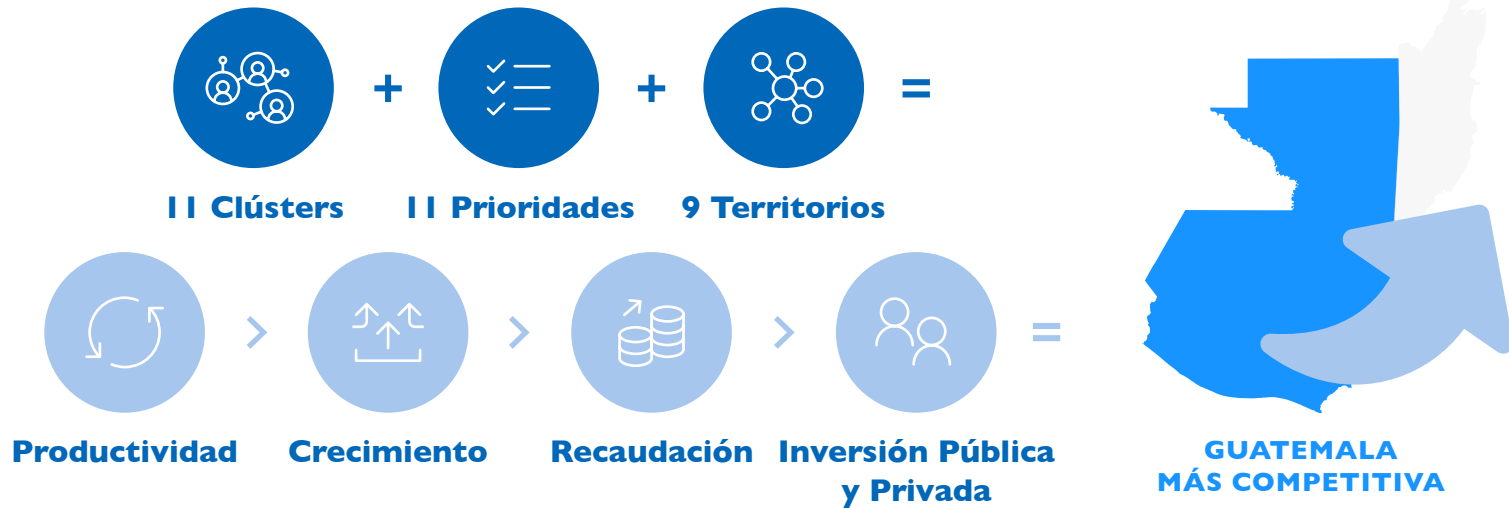 + + =
11 Clústers 11 Prioridades 9 Territorios
> > > =
Productividad Crecimiento Recaudación Inversión Pública
y Privada
GUATEMALA
MÁS COMPETITIVA